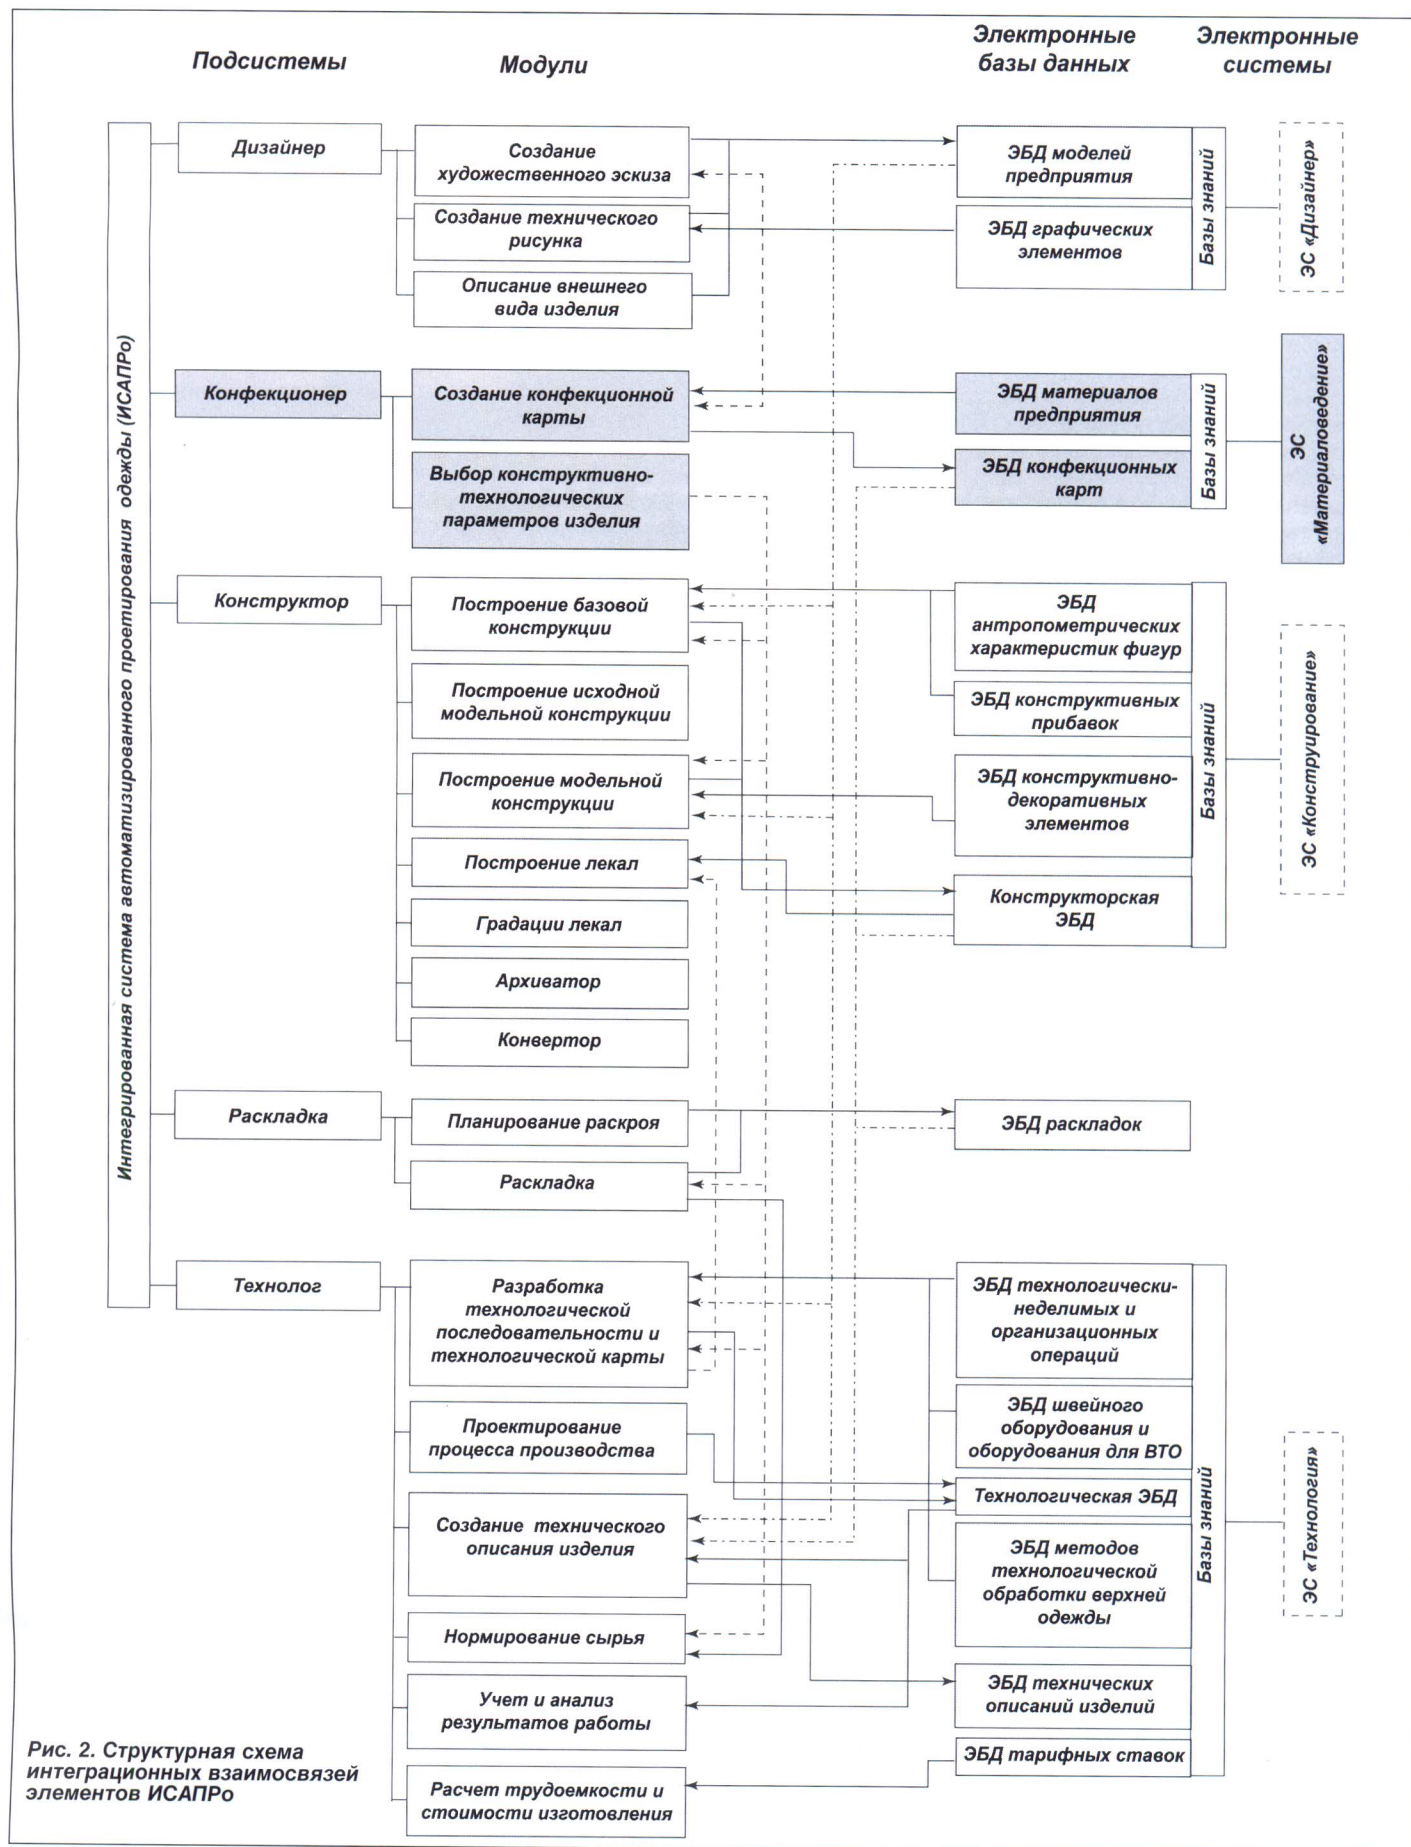 Подсистемы
Модули
Электронные
базы данных
Электронные
системы
Интегрированная система автоматизированного проетирования одежды (ИСАПРо)
Дизайнер
Создание
художественного эскиза
Создание технического
рисунка
Описание внешнего
вида изделия
ЭБД моделей
предприятия
ЭБД графических
элементов
Базы знаний
ЭС «Дизайнер»
Конфекционер
Создание конфекционной
карты
Выбор конструктивно-
технологических
параметров изделия
ЭБД материалов
предприятия
ЭБД конфекционных
карт
Базы знаний
ЭС
«Материаловедение»
Конструктор
Построение базовой
конструкции
Построение исходной
модельной конструкции
Построение модельной
конструкции
Построение лекал
Градации лекал
Архиватор
Конвертор
ЭБД
антропометрических
характеристик фигур
ЭБД конструктивных
прибавок
ЭБД конструктивно-
декоративных
элементов
Конструкторская
ЭБД
Базы знаний
ЭС «Конструирование»
Раскладка
Планирование раскроя
Раскладка
ЭБД раскладок
Технолог
Разработка
технологической
последовательности и
технологической карты
Проектирование
процесса производства
Создание технического
описания изделия
Нормирование сырья
Учет и анализ
результатов работы
Расчет трудоемкости и
стоимости изготовления
ЭБД технологически-
неделимых и
организационных
операций
ЭБД швейного
оборудования и
оборудования для ВТО
Технологическая ЭБД
ЭБД методов
технологической
обработки верхней
одежды
ЭБД технических
описаний изделий
ЭБД тарифных ставок
Базы знаний
ЭС «Технология»
Рис. 2. Структурная схема
интеграционных взаимосвязей
элементов ИСАПРо